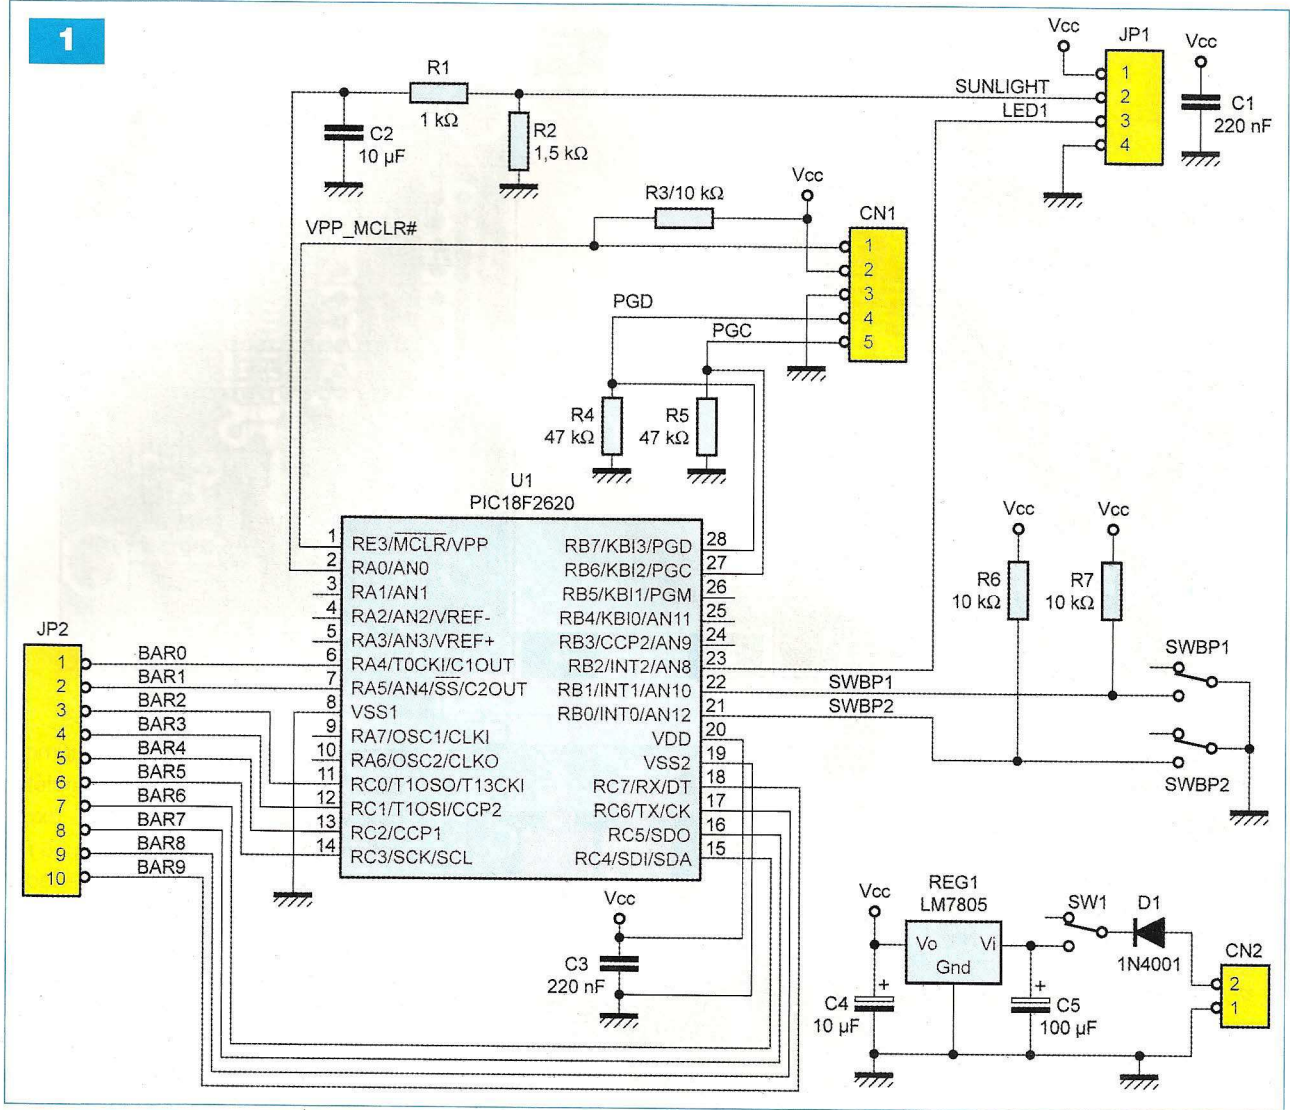 1
Vcc
JP1
Vcc
R1
1 kΩ
C2
10 µF
R2
1,5 kΩ
SUNLIGHT
LED1
1
2
3
4
C1
220 nF
Vcc
R3/10 kΩ
VPP_MCLR#
CN1
1
2
3
4
5
PGD
PGC
R4
47 kΩ
R5
47 kΩ
U1
PIC18F2620
1
RE3/MCLR/VPP
2
RA0/AN0
3
RA1/AN1
4
RA2/AN2/VREF-
5
RA3/AN3/VREF+
6
RA4/T0CKI/C1OUT
7
RA5/AN4/SS/C2OUT
8
VSS1
9
RA7/OSC1/CLKI
10
RA6/OSC2/CLKO
11
RC0/T1OSO/T13CKI
12
RC1/T1OSI/CCP2
13
RC2/CCP1
14
RC3/SCK/SCL
RB7/KBI3/PGD
28
RB6/KBI2/PGC
27
RB5/KBI1/PGM
26
RB4/KBI0/AN11
25
RB3/CCP2/AN9
24
RB2/INT2/AN8
23
RB1/INT1/AN10
22
RB0/INT0/AN12
21
VDD
20
VSS2
19
RC7/RX/DT
18
RC6/TX/CK
17
RC5/SDO
16
RC4/SDI/SDA
15
JP2
1
2
3
4
5
6
7
8
9
10
BAR0
BAR1
BAR2
BAR3
BAR4
BAR5
BAR6
BAR7
BAR8
BAR9
Vcc
Vcc
R6
10 kΩ
R7
10 kΩ
SWBP1
SWBP2
SWBP1
SWBP2
Vcc
C3
220 nF
Vcc
REG1
LM7805
Vo
Vi
Gnd
C4
+
10 µF
C5
+
100 µF
SW1
D1
1N4001
CN2
2
1